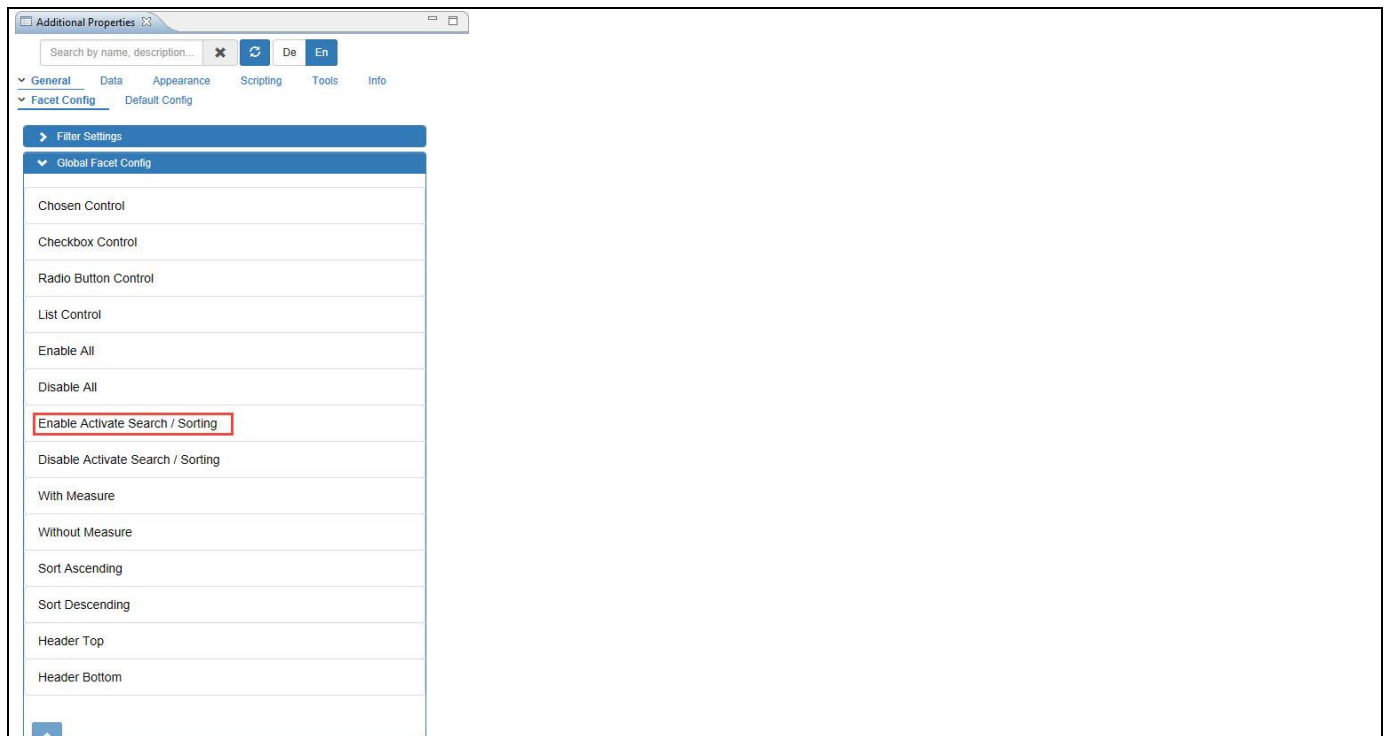 Additional Properties
Search by name, description...
De En
General Data Appearance Scripting Tools Info
Facet Config Default Config
Filter Settings
Global Facet Config
Chosen Control
Checkbox Control
Radio Button Control
List Control
Enable All
Disable All
Enable Activate Search / Sorting
Disable Activate Search / Sorting
With Measure
Without Measure
Sort Ascending
Sort Descending
Header Top
Header Bottom